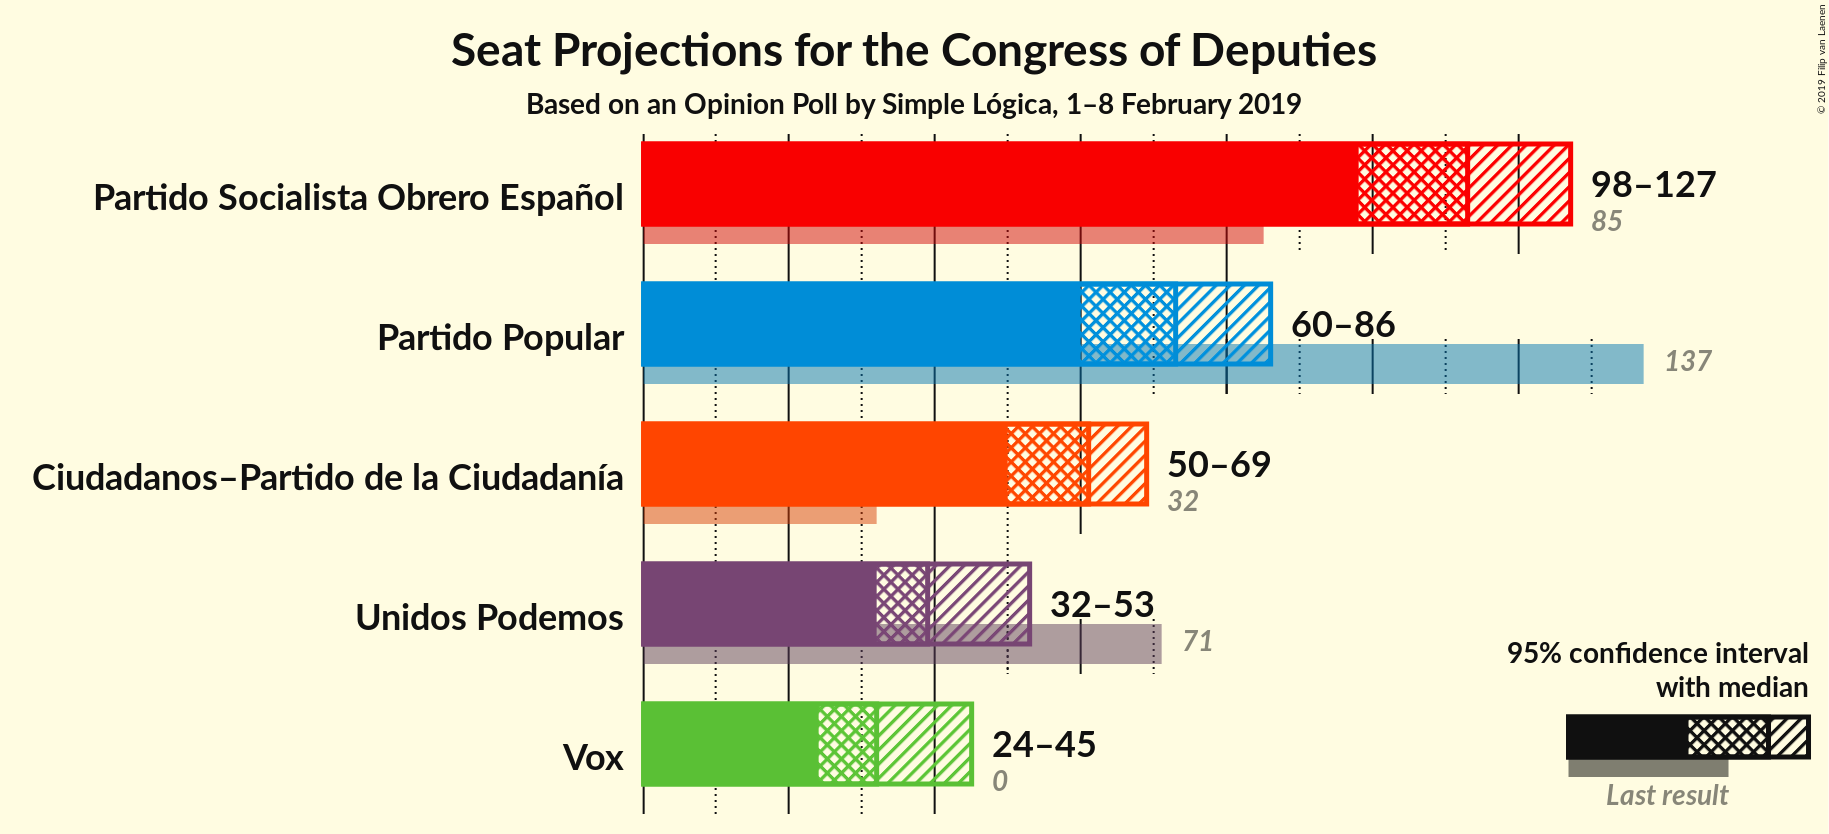 Seat Projections for the Congress of Deputies
Based on an Opinion Poll by Simple Lógica, 1–8 February 2019
© 2019 Filip van Laenen
Partido Socialista Obrero Español
98–127
85
Partido Popular
60–86
137
Ciudadanos–Partido de la Ciudadanía
50–69
32
Unidos Podemos
32–53
71
Vox
24–45
0
95% confidence interval
with median
Last result